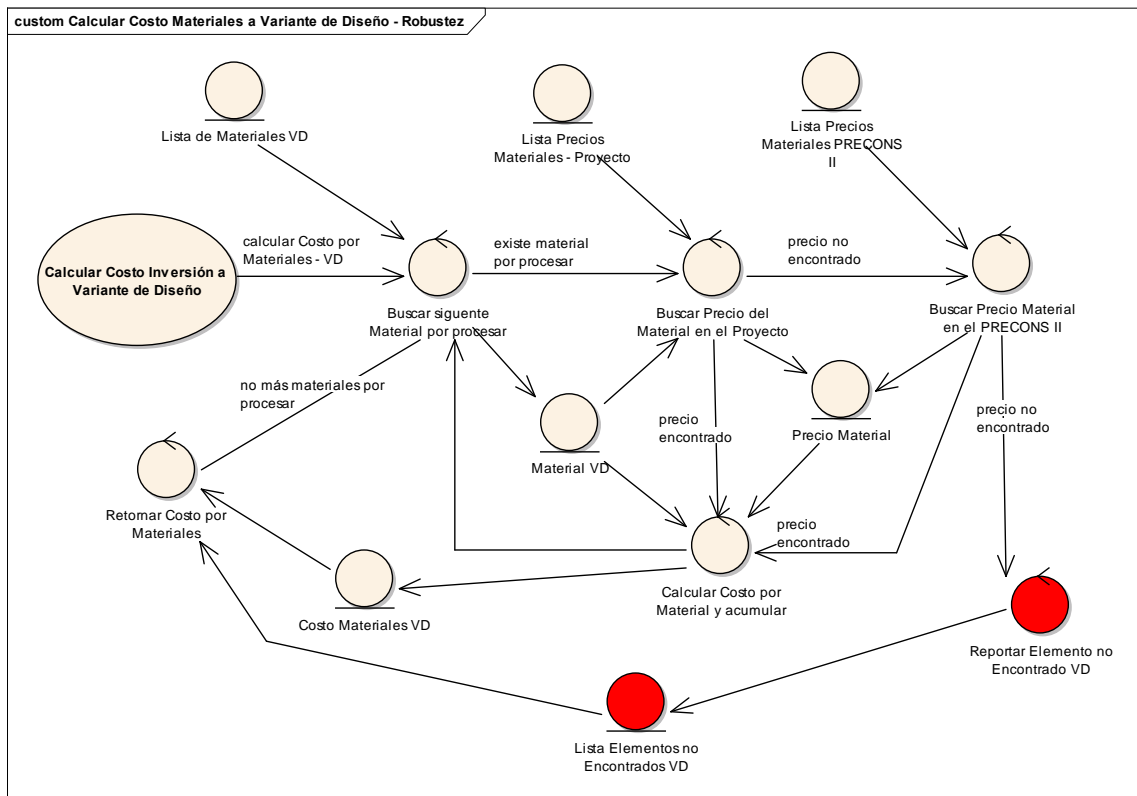 custom Calcular Costo Materiales a Variante de Diseño - Robustez
Lista de Materiales VD
Lista Precios
Materiales - Proyecto
Lista Precios
Materiales PRECONS
II
Calcular Costo Inversión a
Variante de Diseño
calcular Costo por
Materiales - VD
Buscar siguente
Material por procesar
existe material
por procesar
Buscar Precio del
Material en el Proyecto
precio no
encontrado
Buscar Precio Material
en el PRECONS II
no más materiales por
procesar
Material VD
precio
encontrado
Precio Material
precio no
encontrado
Retornar Costo por
Materiales
precio
encontrado
Costo Materiales VD
Calcular Costo por
Material y acumular
Reportar Elemento no
Encontrado VD
Lista Elementos no
Encontrados VD